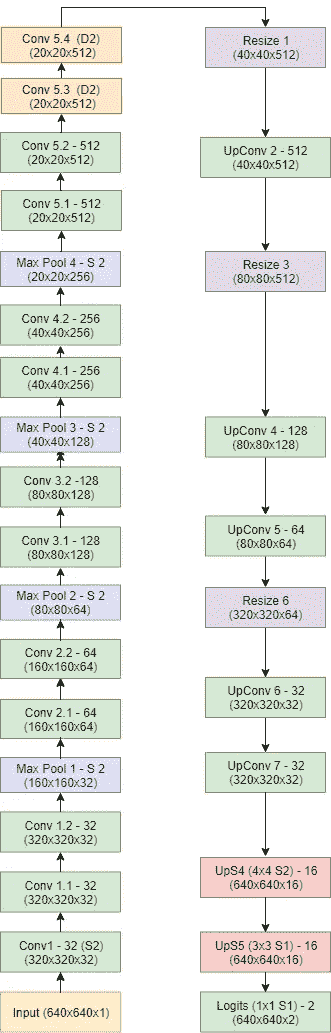 Conv 5.4 (D2)
(20x20x512)
Conv 5.3 (D2)
(20x20x512)
Conv 5.2 - 512
(20x20x512)
Conv 5.1 - 512
(20x20x512)
Max Pool 4 - S 2
(20x20x256)
Conv 4.2 - 256
(40x40x256)
Conv 4.1 - 256
(40x40x256)
Max Pool 3 - S 2
(40x40x128)
Conv 3.2 -128
(80x80x128)
Conv 3.1 - 128
(80x80x128)
Max Pool 2 - S 2
(80x80x64)
Conv 2.2 - 64
(160x160x64)
Conv 2.1 - 64
(160x160x64)
Max Pool 1 - S 2
(160x160x32)
Conv 1.2 - 32
(320x320x32)
Conv 1.1 - 32
(320x320x32)
Conv1 - 32 (S2)
(320x320x32)
Input (640x640x1)
Resize 1
(40x40x512)
UpConv 2 - 512
(40x40x512)
Resize 3
(80x80x512)
UpConv 4 - 128
(80x80x128)
UpConv 5 - 64
(80x80x64)
Resize 6
(320x320x64)
UpConv 6 - 32
(320x320x32)
UpConv 7 - 32
(320x320x32)
UpS4 (4x4 S2) - 16
(640x640x16)
UpS5 (3x3 S1) - 16
(640x640x16)
Logits (1x1 S1) - 2
(640x640x2)